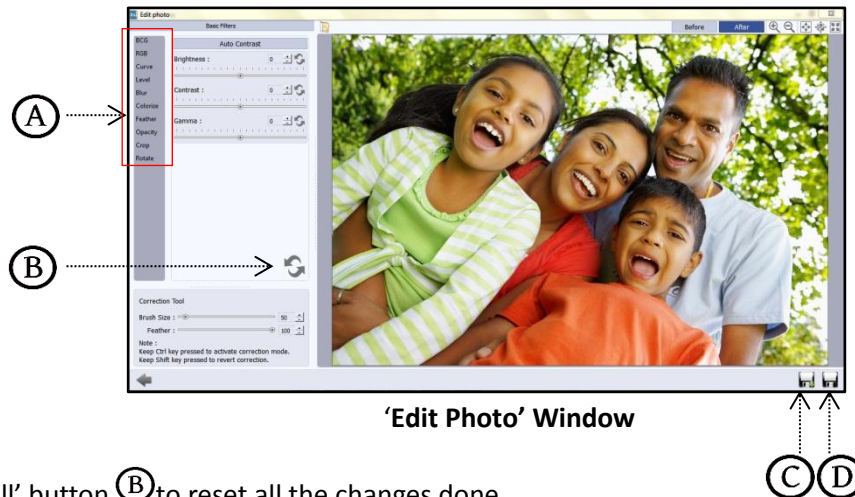 Edit photo
Basic Filters
Before
After
BCG
RGB
Curve
Level
Blur
Colorize
Feather
Opacity
Crop
Rotate
Auto Contrast
Brightness :
0
Contrast :
0
Gamma :
0
A
B
Correction Tool
Brush Size :
50
Feather :
100
Note :
Keep Ctrl key pressed to activate correction mode.
Keep Shift key pressed to revert correction.
'Edit Photo' Window
C D
ll' button B to reset all the changes done